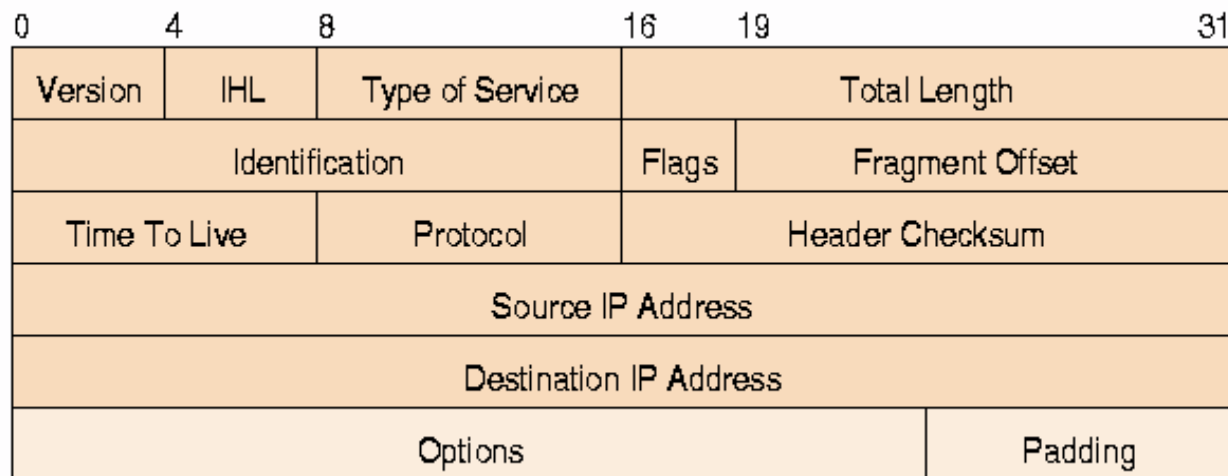 0 4 8 16 19 31
Version IHL Type of Service Total Length
Identification Flags Fragment Offset
Time To Live Protocol Header Checksum
Source IP Address
Destination IP Address
Options Padding